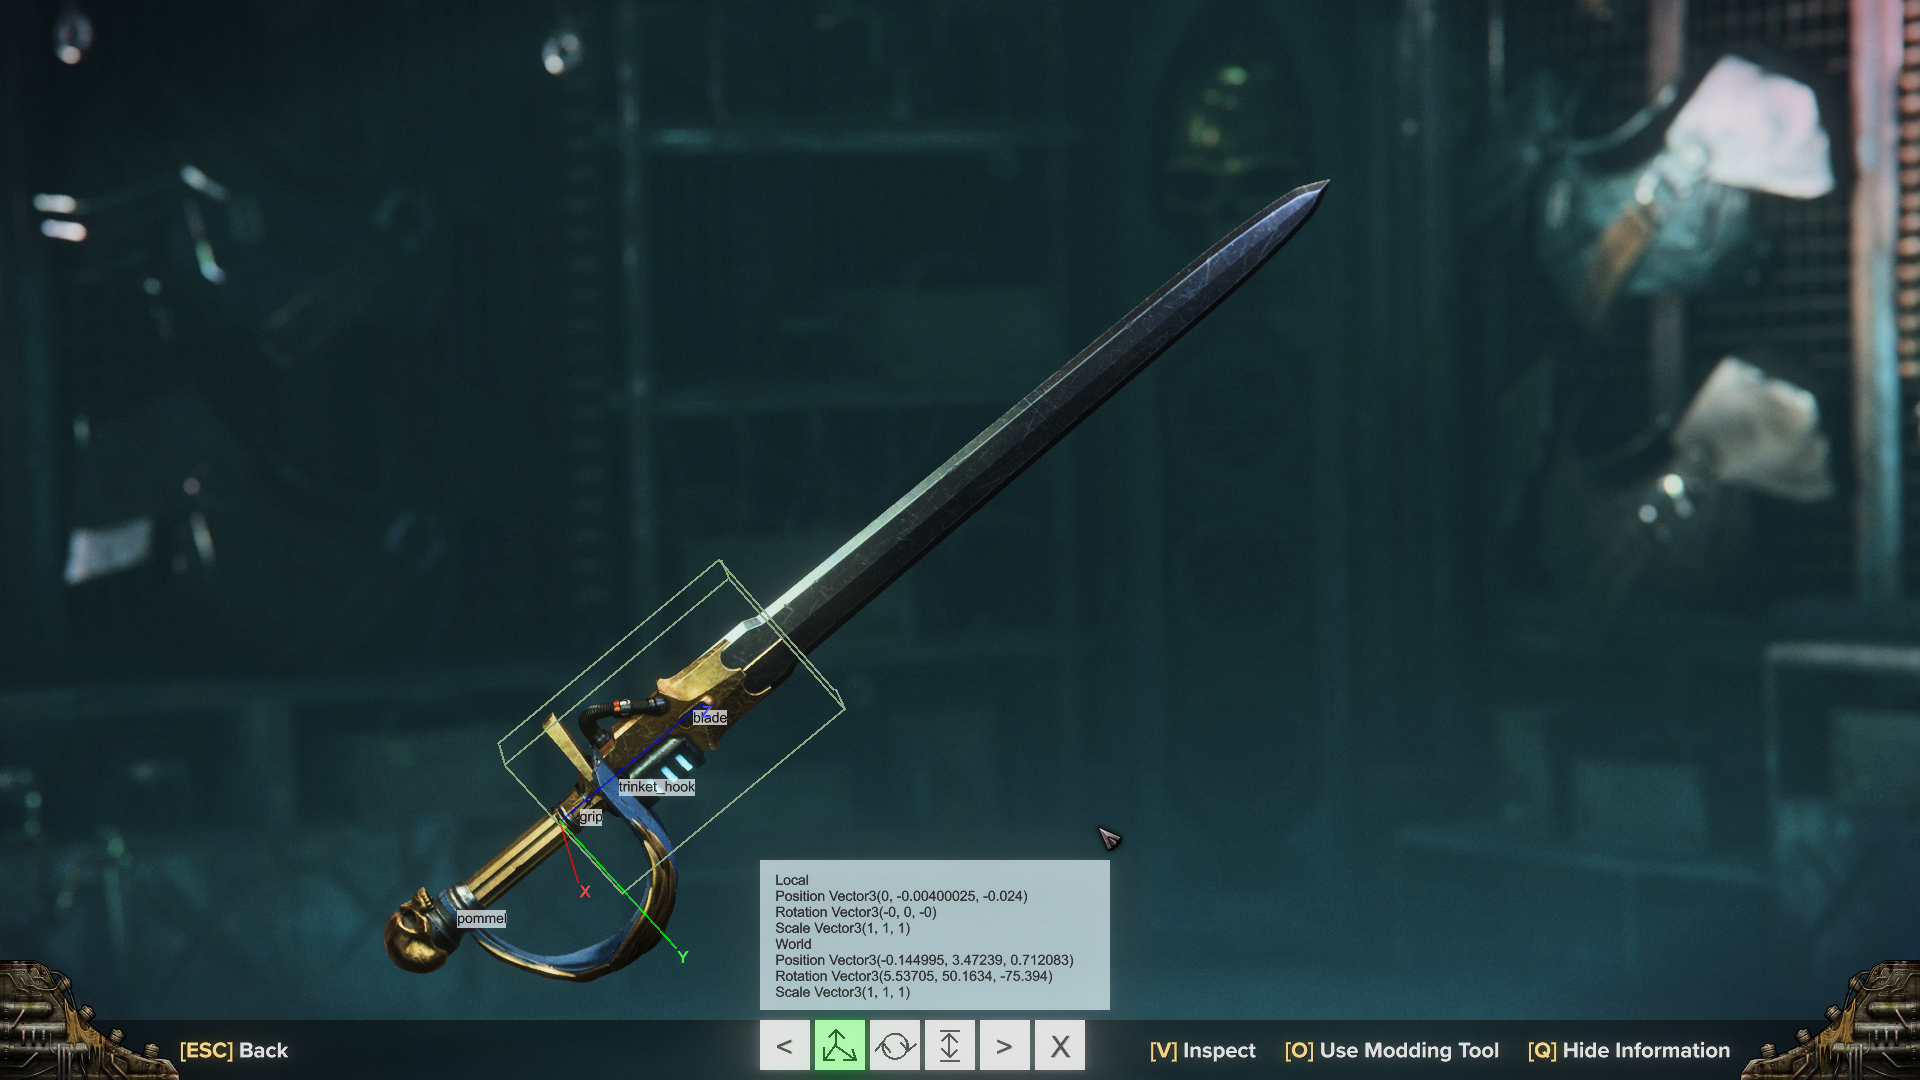 Z
blade
trinket_hook
grip
X
pommel
Y
Local
Position Vector3(0, -0.00400025, -0.024)
Rotation Vector3(-0, 0, -0)
Scale Vector3(1, 1, 1)
World
Position Vector3(-0.144995, 3.47239, 0.712083)
Rotation Vector3(5.53705, 50.1634, -75.394)
Scale Vector3(1, 1, 1)
[ESC] Back
< > X
[V] Inspect [O] Use Modding Tool [Q] Hide Information